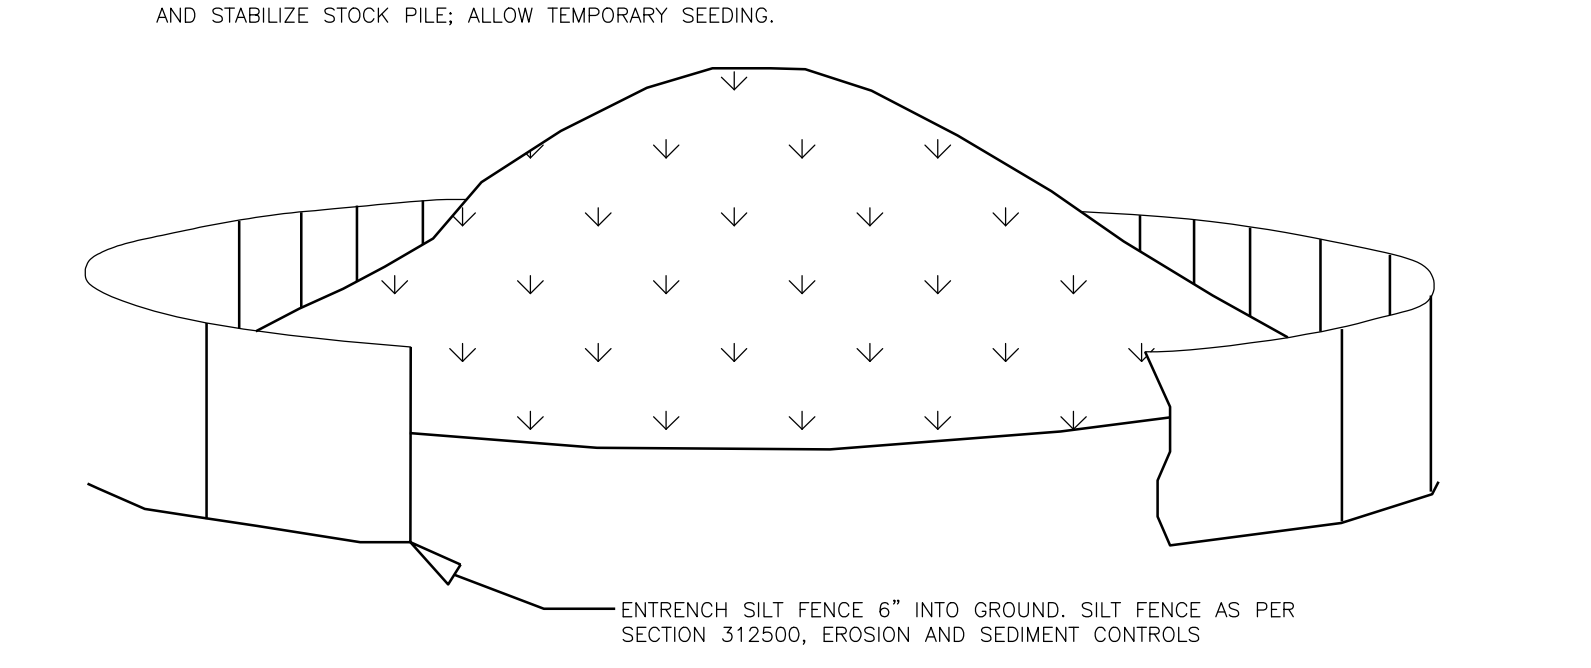 AND STABILIZE STOCK PILE; ALLOW TEMPORARY SEEDING.
ENTRENCH SILT FENCE 6” INTO GROUND. SILT FENCE AS PER
SECTION 312500, EROSION AND SEDIMENT CONTROLS